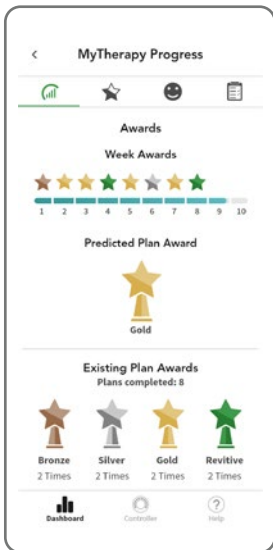 MyTherapy Progress
Awards
Week Awards
1 2 3 4 5 6 7 8 9 10
Predicted Plan Award
Gold
Existing Plan Awards
Plans completed: 8
Bronze Silver Gold Revitive
2 Times 2 Times 2 Times 2 Times
Dashboard Controller Help